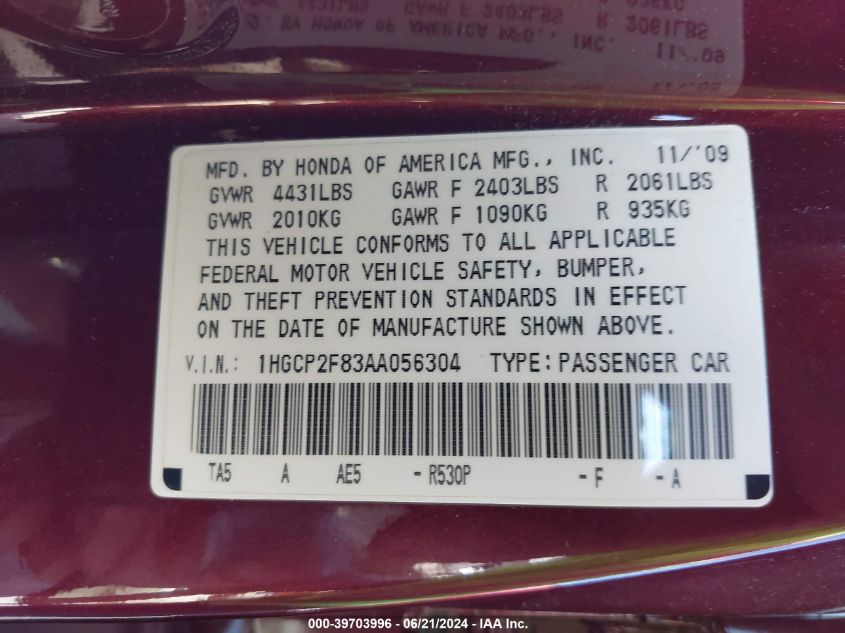 MFD. BY HONDA OF AMERICA MFG., INC. 11/'09
GVWR 4431LBS GAWR F 2403LBS R 2061LBS
GVWR 2010KG GAWR F 1090KG R 935KG
THIS VEHICLE CONFORMS TO ALL APPLICABLE
FEDERAL MOTOR VEHICLE SAFETY, BUMPER,
AND THEFT PREVENTION STANDARDS IN EFFECT
ON THE DATE OF MANUFACTURE SHOWN ABOVE.
V.I.N.: 1HGCP2F83AA056304 TYPE: PASSENGER CAR
TA5 A AE5 -R530P -F -A
000-39703996 / 06/21/2024 - Copyright © IAA, Inc.